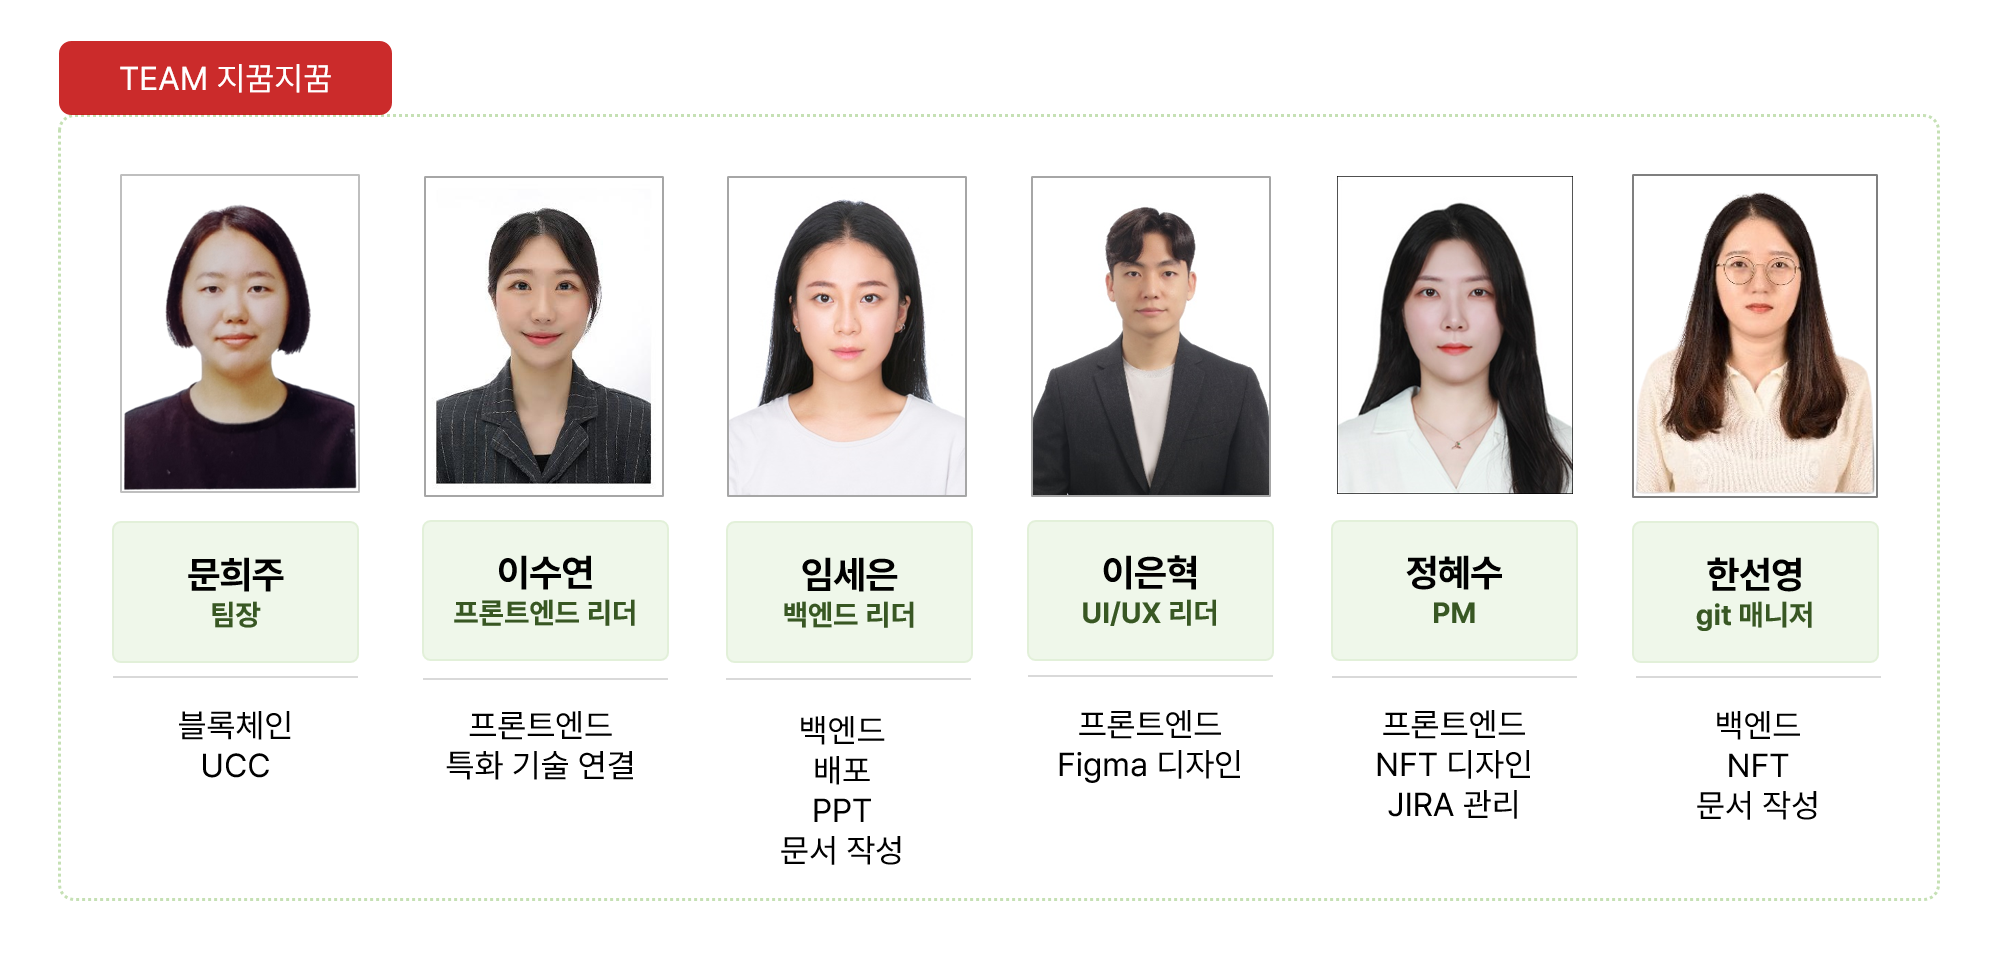 TEAM 지꿈지꿈
문희주
팀장
블록체인
UCC
이수연
프론트엔드 리더
프론트엔드
특화 기술 연결
임세은
백엔드 리더
백엔드
배포
PPT
문서 작성
이은혁
UI/UX 리더
프론트엔드
Figma 디자인
정혜수
PM
프론트엔드
NFT 디자인
JIRA 관리
한선영
git 매니저
백엔드
NFT
문서 작성